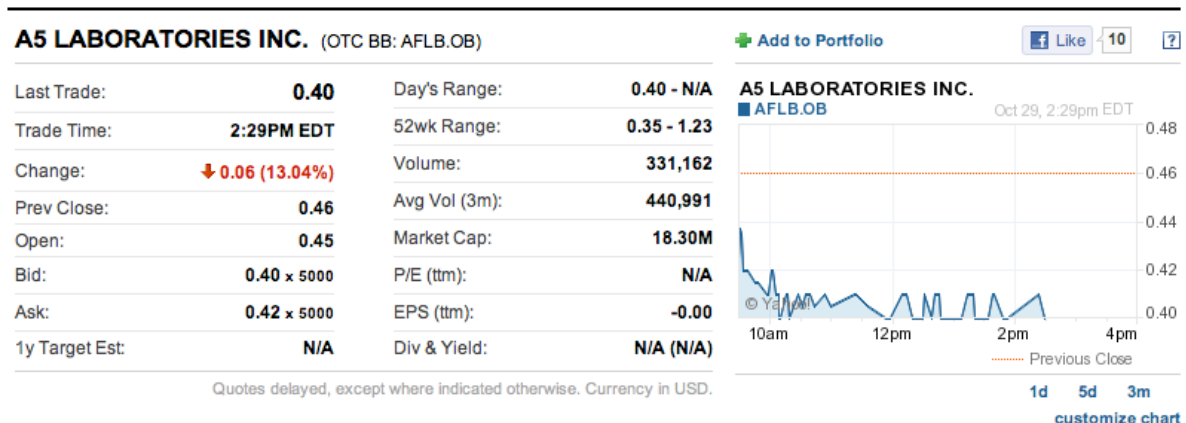 A5 LABORATORIES INC. (OTC BB: AFLB.OB)
Add to Portfolio
Like 10 ?
Last Trade: 0.40
Trade Time: 2:29PM EDT
Change: 0.06 (13.04%)
Prev Close: 0.46
Open: 0.45
Bid: 0.40 x 5000
Ask: 0.42 x 5000
1y Target Est: N/A
Day's Range: 0.40 - N/A
52wk Range: 0.35 - 1.23
Volume: 331,162
Avg Vol (3m): 440,991
Market Cap: 18.30M
P/E (ttm): N/A
EPS (ttm): -0.00
Div & Yield: N/A (N/A)
Quotes delayed, except where indicated otherwise. Currency in USD.
A5 LABORATORIES INC.
AFLB.OB Oct 29, 2:29pm EDT
0.48
0.46
0.44
0.42
0.40
© Yahoo!
10am 12pm 2pm 4pm
Previous Close
1d 5d 3m
customize chart